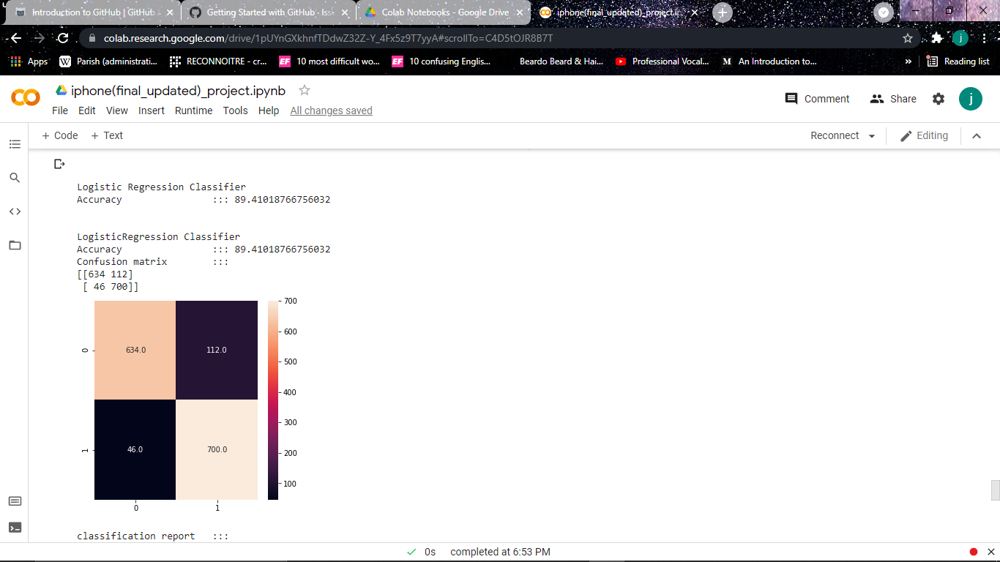 Introduction to GitHub | GitHub
Getting Started with GitHub · Iss
Colab Notebooks - Google Drive
iphone(final_updated)_project.ip
colab.research.google.com/drive/1pUYnGXkhnfTDdwZ32Z-Y_4Fx5z9T7yyA#scrollTo=C4D5tOJR8B7T
j
Apps
W Parish (administrati...
RECONNOITRE - cr...
EF 10 most difficult wo...
EF 10 confusing Englis...
Beardo Beard & Hai...
Professional Vocal...
M An Introduction to...
»
Reading list
iphone(final_updated)_project.ipynb
Comment
Share
j
File Edit View Insert Runtime Tools Help All changes saved
+ Code + Text
Reconnect
Editing
Logistic Regression Classifier
Accuracy ::: 89.41018766756032
LogisticRegression Classifier
Accuracy ::: 89.41018766756032
Confusion matrix :::
[[634 112]
[ 46 700]]
700
600
500
400
300
200
100
0
634.0
112.0
1
46.0
700.0
0
1
classification report :::
0s completed at 6:53 PM